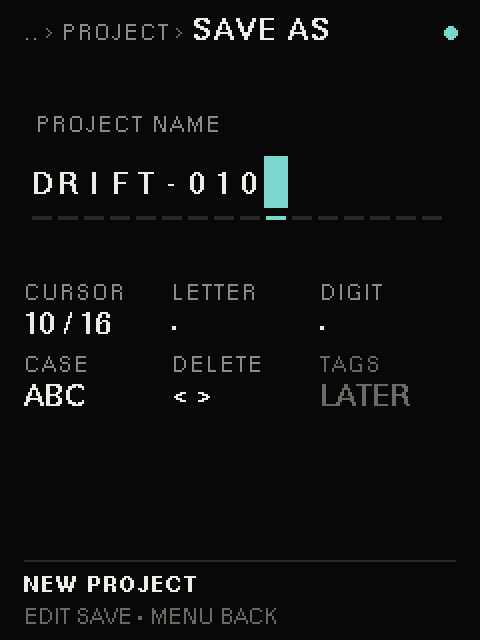 ..> PROJECT> SAVE AS
PROJECT NAME
DRIFT-010
CURSOR LETTER DIGIT
10 / 16 . .
CASE DELETE TAGS
ABC < > LATER
NEW PROJECT
EDIT SAVE • MENU BACK